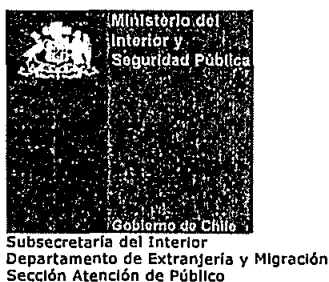 Ministerio del
Interior y
Seguridad Pública
Gobierno de Chile
Subsecretaría del Interior
Departamento de Extranjería y Migración
Sección Atención de Público